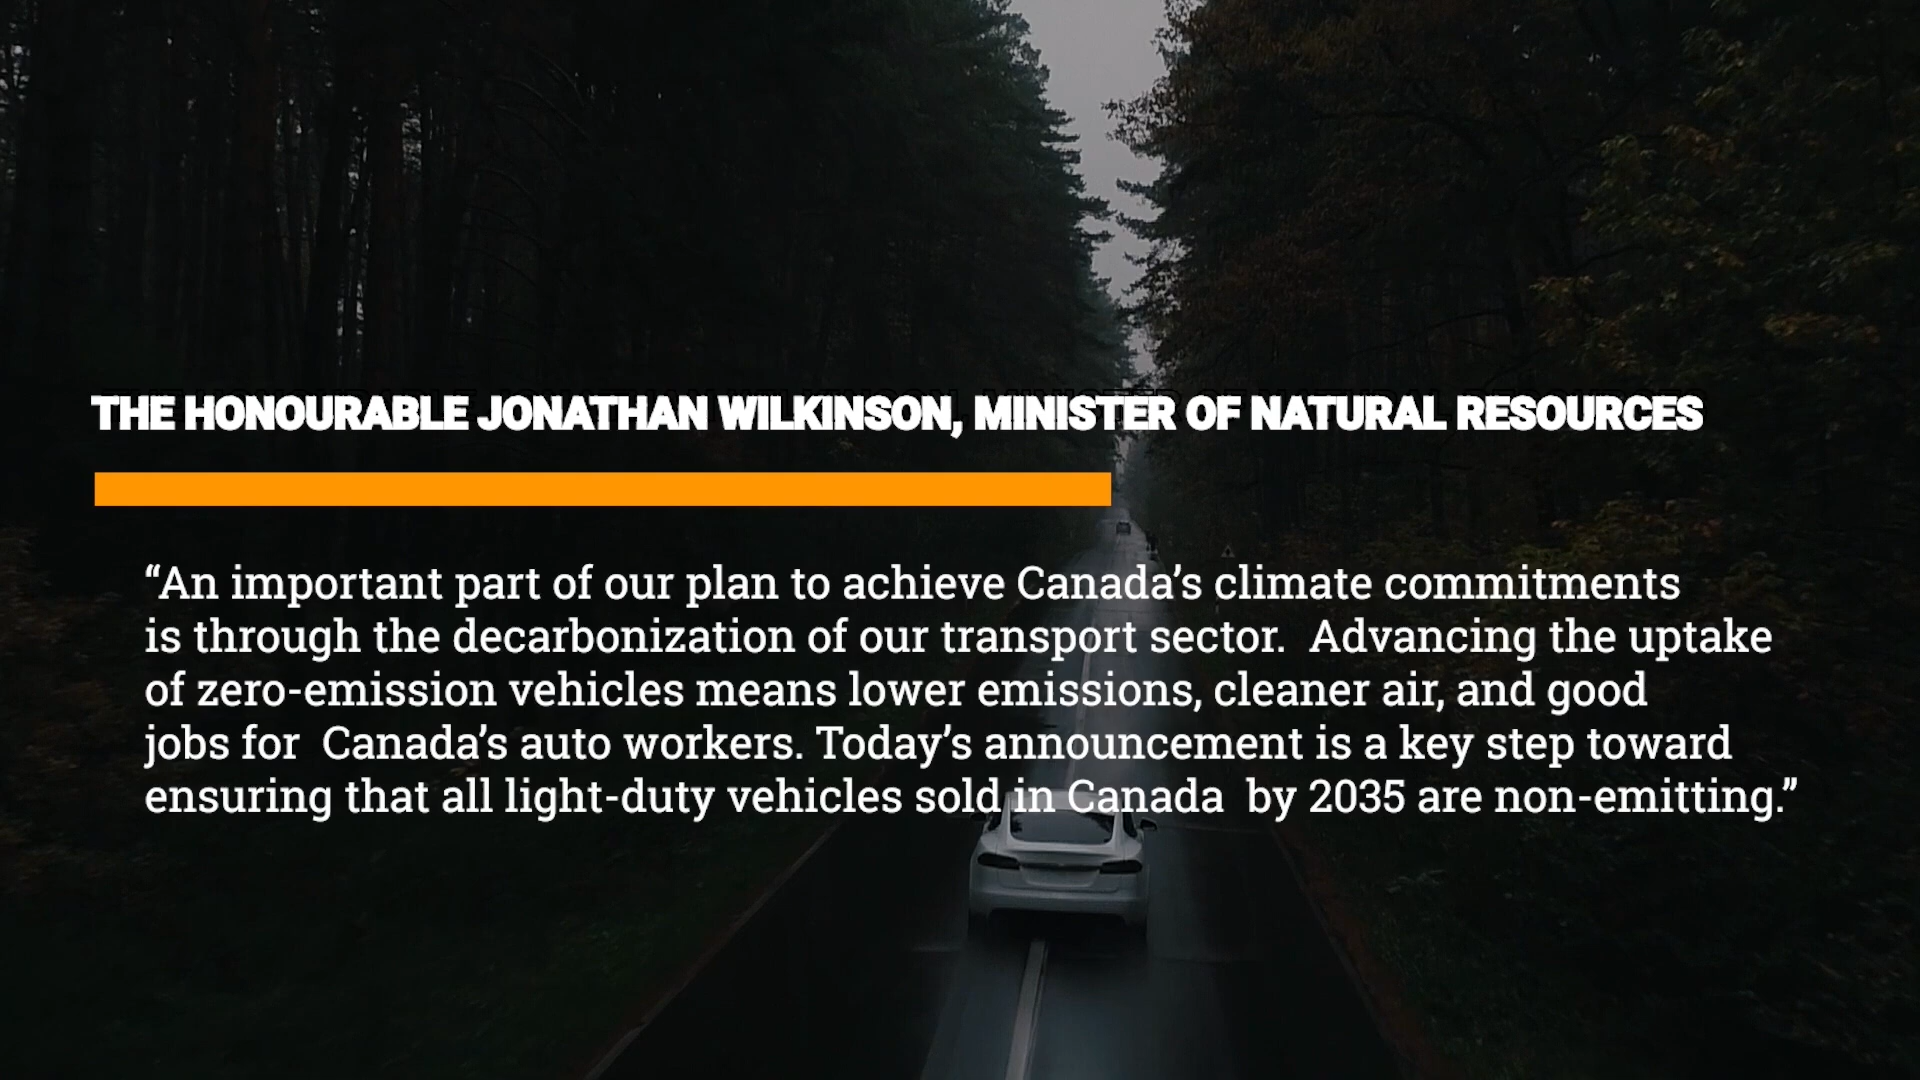 THE HONOURABLE JONATHAN WILKINSON, MINISTER OF NATURAL RESOURCES
“An important part of our plan to achieve Canada’s climate commitments
is through the decarbonization of our transport sector.  Advancing the uptake
of zero-emission vehicles means lower emissions, cleaner air, and good
jobs for  Canada’s auto workers. Today’s announcement is a key step toward
ensuring that all light-duty vehicles sold in Canada  by 2035 are non-emitting.”